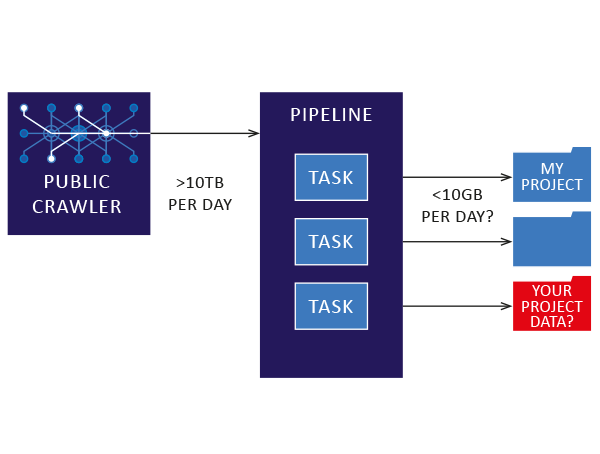 PUBLIC
CRAWLER
>10TB
PER DAY
PIPELINE
TASK
TASK
TASK
<10GB
PER DAY?
MY
PROJECT
YOUR
PROJECT
DATA?